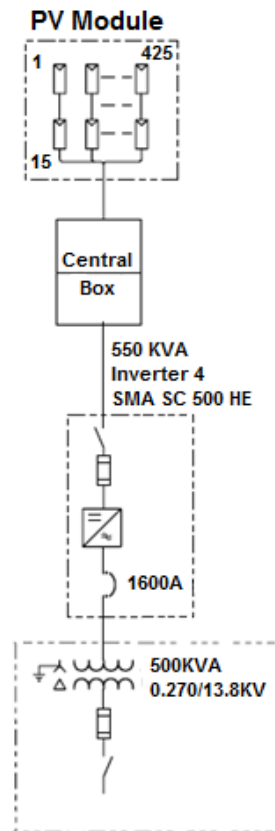 PV Module
1 425
15
Central
Box
550 KVA
Inverter 4
SMA SC 500 HE
1600A
500KVA
0.270/13.8KV